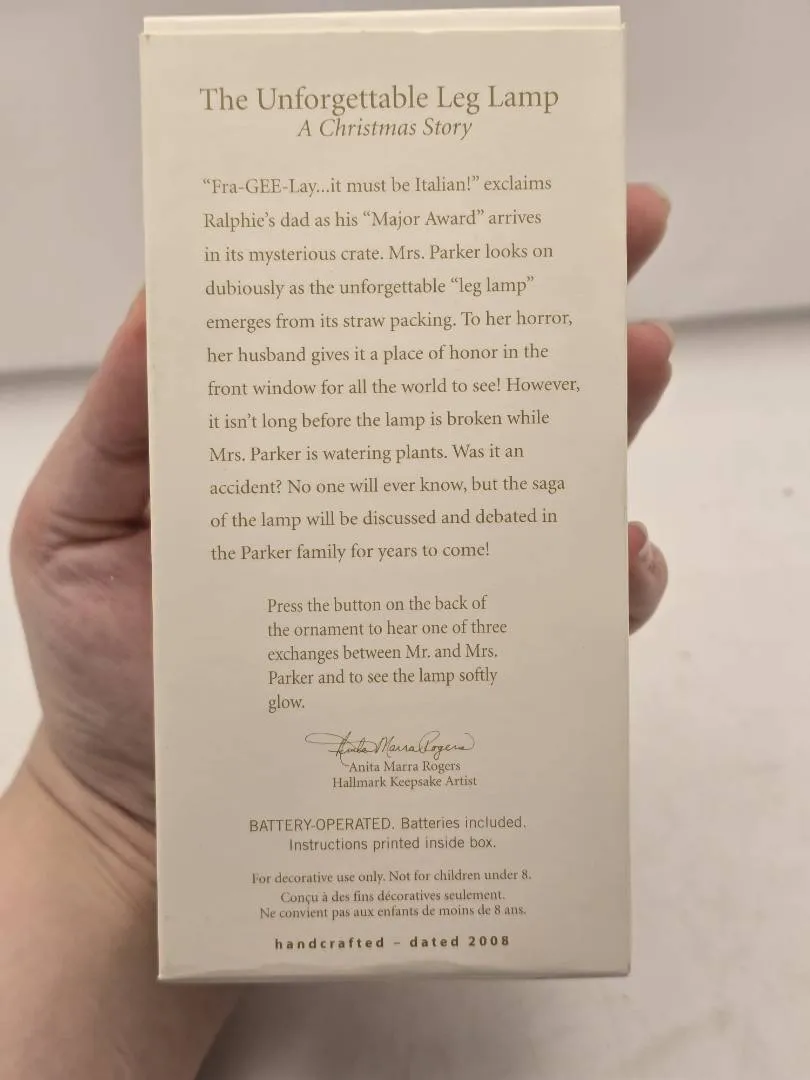 The Unforgettable Leg Lamp
A Christmas Story
“Fra-GEE-Lay...it must be Italian!” exclaims
Ralphie’s dad as his “Major Award” arrives
in its mysterious crate. Mrs. Parker looks on
dubiously as the unforgettable “leg lamp”
emerges from its straw packing. To her horror,
her husband gives it a place of honor in the
front window for all the world to see! However,
it isn’t long before the lamp is broken while
Mrs. Parker is watering plants. Was it an
accident? No one will ever know, but the saga
of the lamp will be discussed and debated in
the Parker family for years to come!
Press the button on the back of
the ornament to hear one of three
exchanges between Mr. and Mrs.
Parker and to see the lamp softly
glow.
Anita Marra Rogers
Anita Marra Rogers
Hallmark Keepsake Artist
BATTERY-OPERATED. Batteries included.
Instructions printed inside box.
For decorative use only. Not for children under 8.
Conçu à des fins décoratives seulement.
Ne convient pas aux enfants de moins de 8 ans.
handcrafted – dated 2008